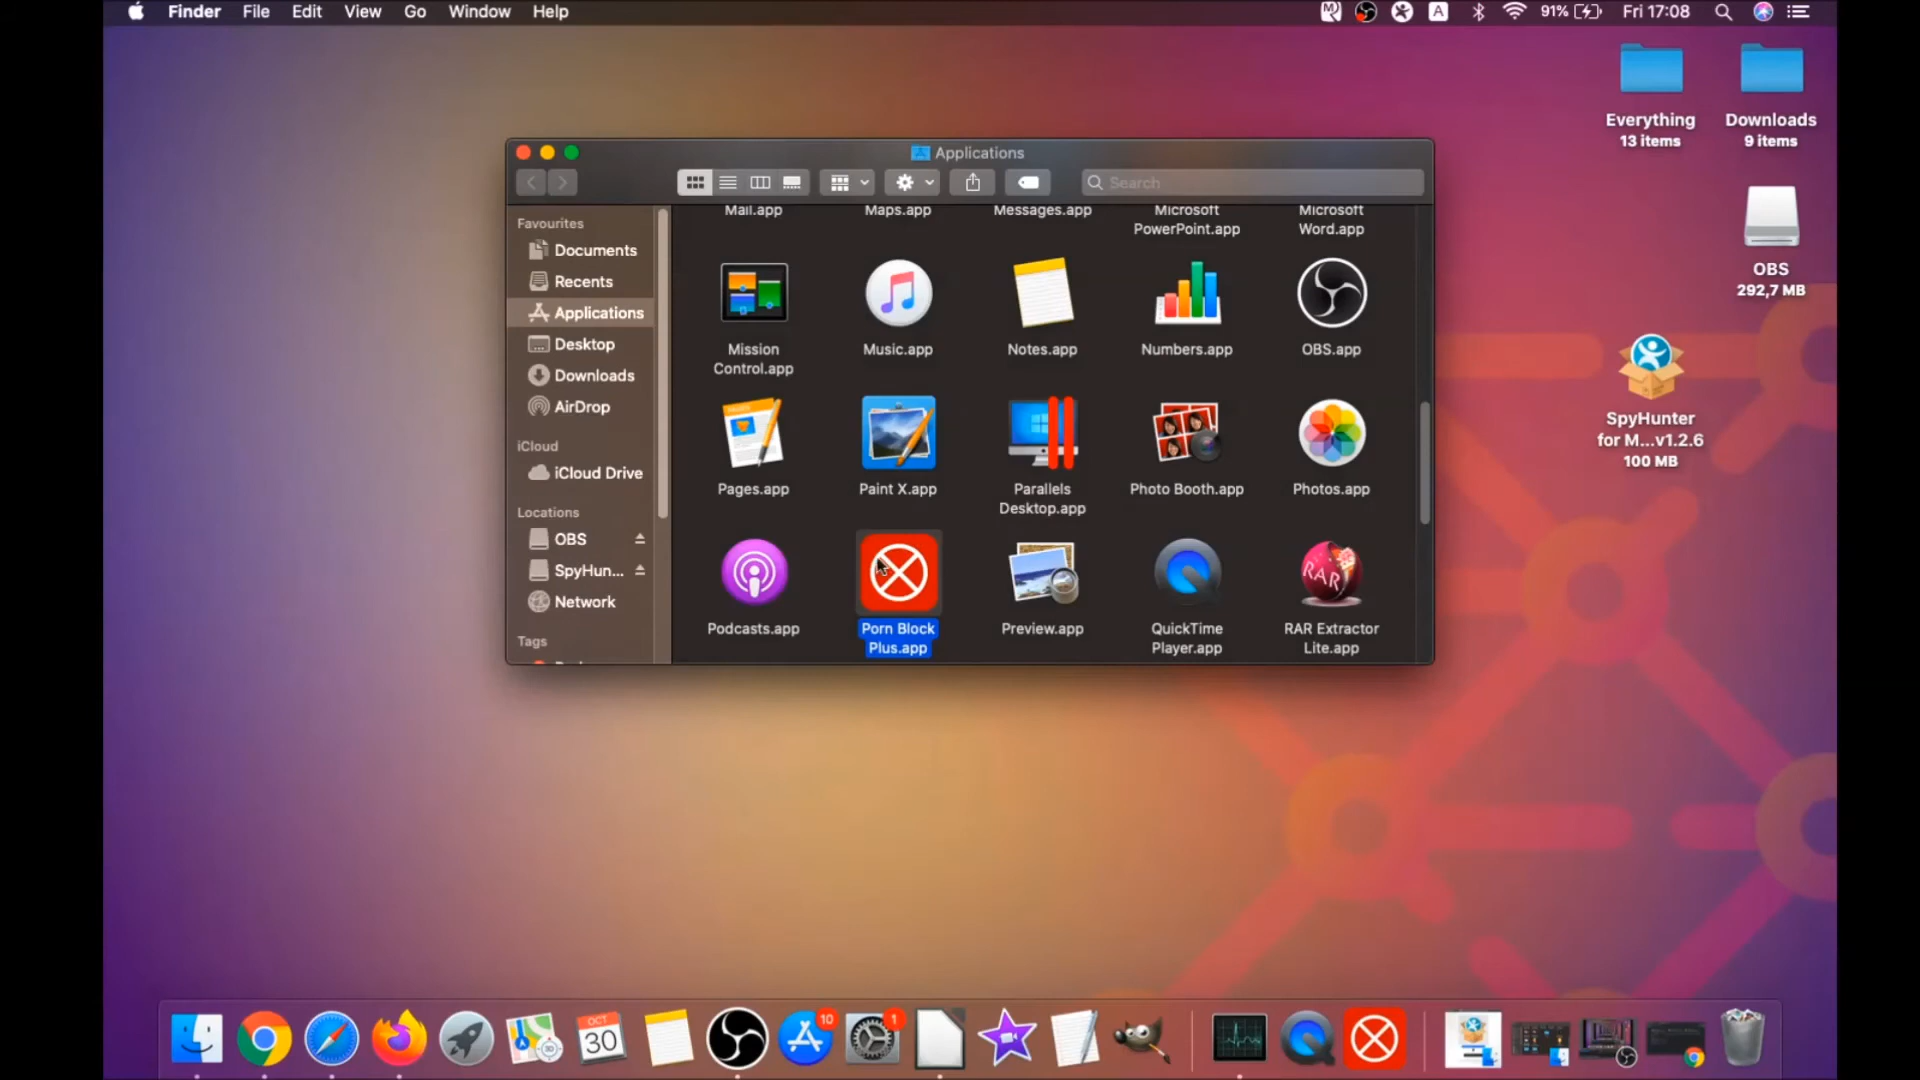 Finder File Edit View Go Window Help
A 91% Fri 17:08
Everything
13 items
Downloads
9 items
OBS
292,7 MB
SpyHunter
for M...v1.2.6
100 MB
Applications
Search
Favourites
Documents
Recents
Applications
Desktop
Downloads
AirDrop
iCloud
iCloud Drive
Locations
OBS
SpyHun...
Network
Tags
Mail.app
Maps.app
Messages.app
Microsoft
PowerPoint.app
Microsoft
Word.app
Mission
Control.app
Music.app
Notes.app
Numbers.app
OBS.app
Pages.app
Paint X.app
Parallels
Desktop.app
Photo Booth.app
Photos.app
Podcasts.app
Porn Block
Plus.app
Preview.app
QuickTime
Player.app
RAR
RAR Extractor
Lite.app
OCT
30
10
1